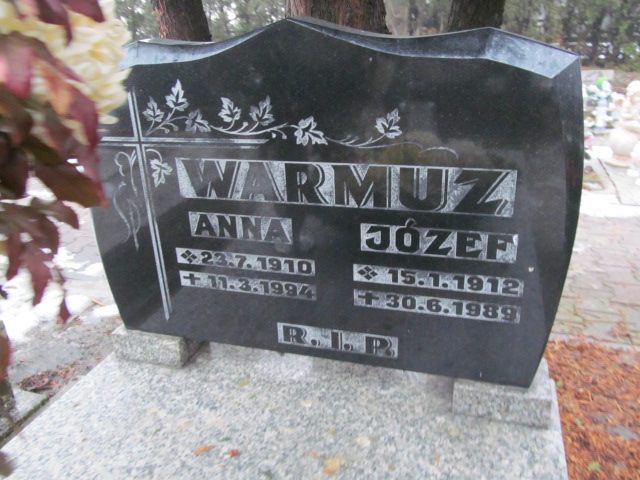 WARMUZ
ANNA JÓZEF
23.7.1910 15.1.1912
11.3.1994 30.6.1989
R.I.P.